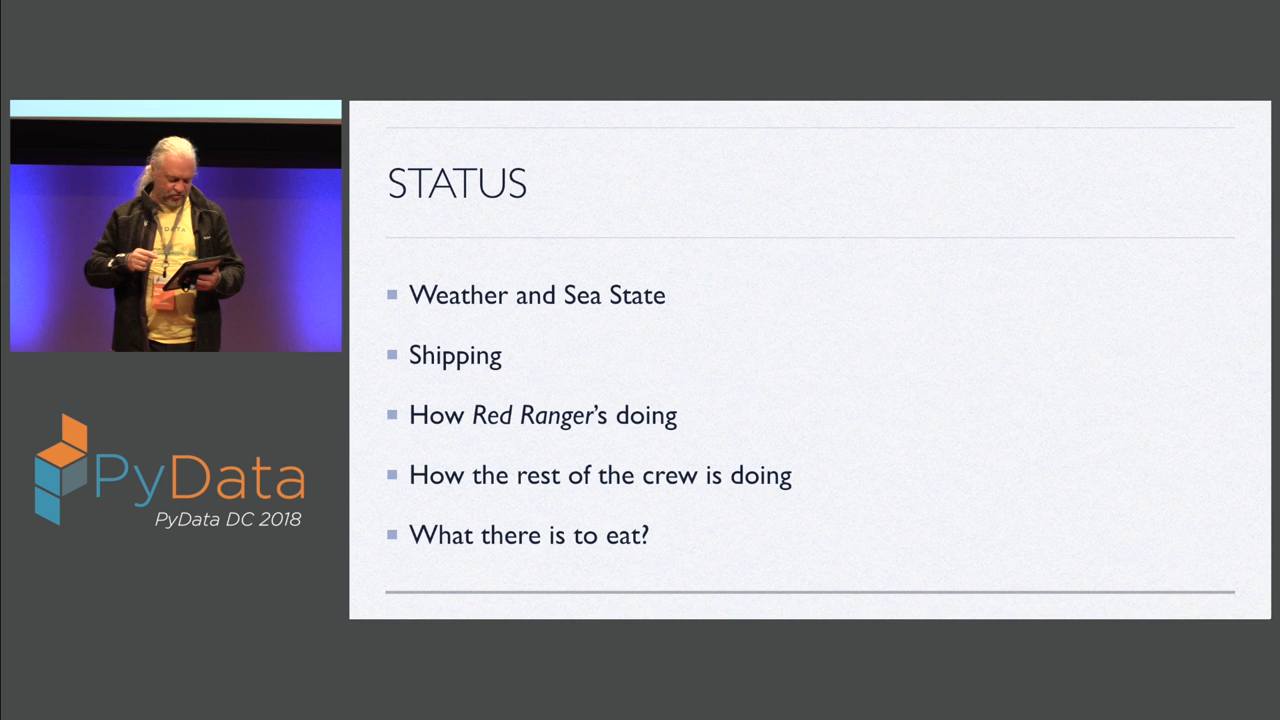 STATUS
Weather and Sea State
Shipping
How Red Ranger's doing
How the rest of the crew is doing
What there is to eat?
PyData
PyData DC 2018